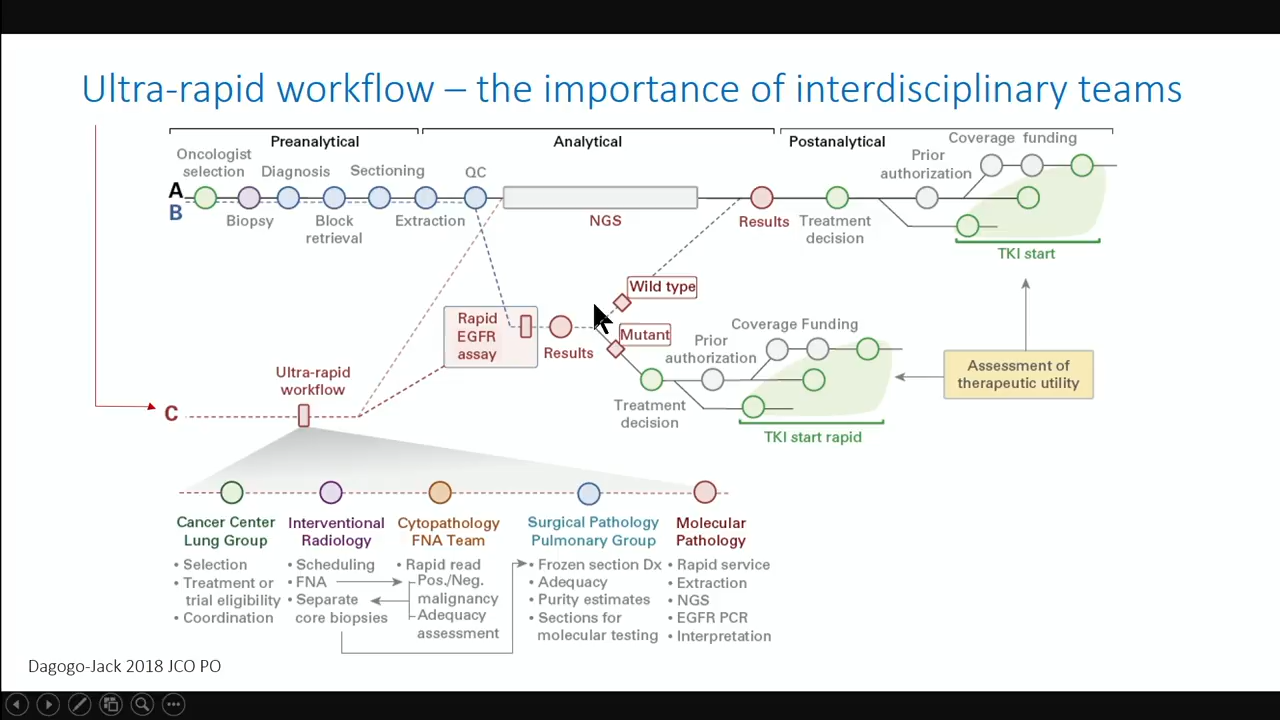 Ultra-rapid workflow – the importance of interdisciplinary teams
Preanalytical
Analytical
Postanalytical
Oncologist
selection
Diagnosis
Sectioning
QC
Prior
authorization
Coverage funding
A
B
Biopsy
Block
retrieval
Extraction
NGS
Results
Treatment
decision
TKI start
Wild type
Rapid
EGFR
assay
Results
Mutant
Prior
authorization
Coverage Funding
Assessment of
therapeutic utility
Treatment
decision
TKI start rapid
Ultra-rapid
workflow
C
Cancer Center
Lung Group
• Selection
• Treatment or
trial eligibility
• Coordination
Interventional
Radiology
• Scheduling
• FNA
• Separate
core biopsies
Cytopathology
FNA Team
• Rapid read
Pos./Neg.
malignancy
Adequacy
assessment
Surgical Pathology
Pulmonary Group
• Frozen section Dx
• Adequacy
• Purity estimates
• Sections for
molecular testing
Molecular
Pathology
• Rapid service
• Extraction
• NGS
• EGFR PCR
• Interpretation
Dagogo-Jack 2018 JCO PO